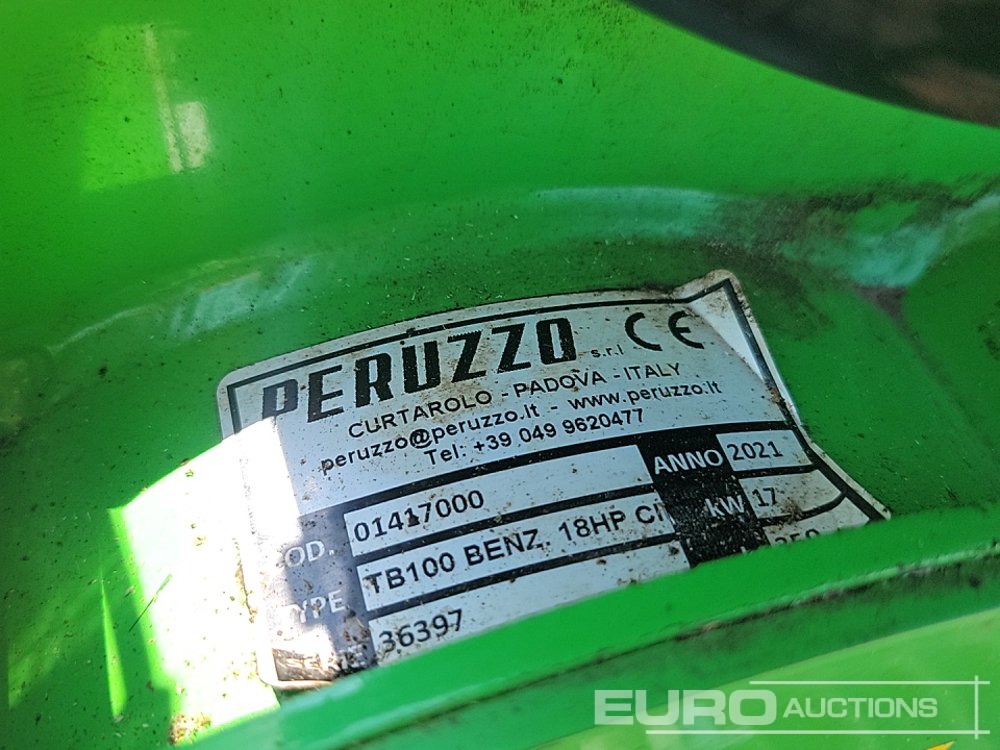 PERUZZO s.r.l CE
CURTAROLO - PADOVA - ITALY
peruzzo@peruzzo.it - www.peruzzo.it
Tel: +39 049 9620477
COD. 01417000 ANNO 2021
TYPE TB100 BENZ. 18HP kW 17
36397
EURO AUCTIONS